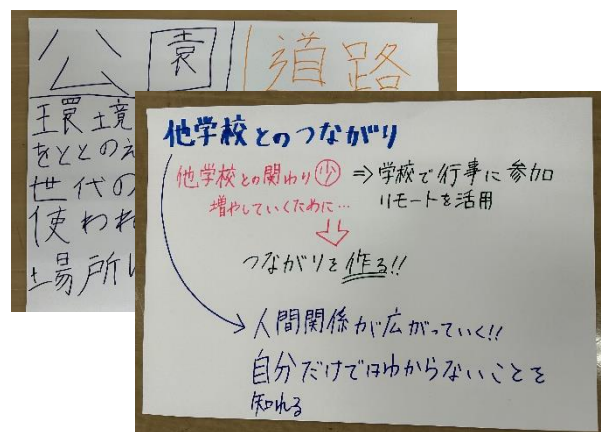 公園
道路
環境
をととのえ
世代の
使われ
場所
他学校とのつながり
他学校との関わり少 ⇒ 学校で行事に参加
増やしていくために… リモートを活用
つながりを作る!!
人間関係が広がっていく!!
自分だけではわからないことを
知れる